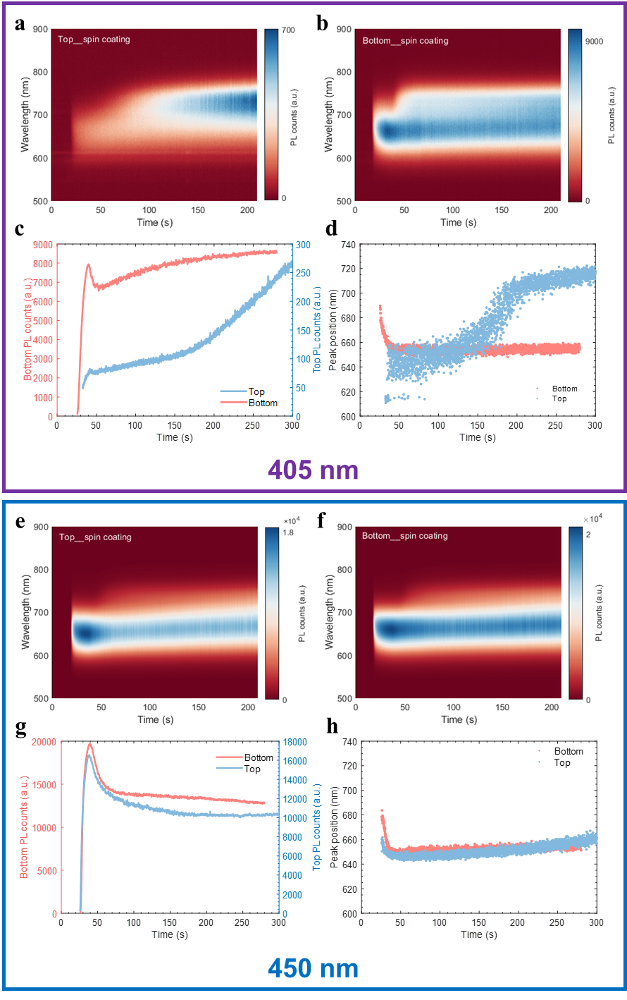 a
Top__spin coating
900
800
700
600
500
0
50
100
150
200
Wavelength (nm)
Time (s)
700
0
PL counts (a.u.)
b
Bottom__spin coating
900
800
700
600
500
0
50
100
150
200
Wavelength (nm)
Time (s)
9000
0
PL counts (a.u.)
c
9000
8000
7000
6000
5000
4000
3000
2000
1000
0
Bottom PL counts (a.u.)
300
250
200
150
100
50
0
Top PL counts (a.u.)
Top
Bottom
0
50
100
150
200
250
300
Time (s)
d
740
720
700
680
660
640
620
600
Peak position (nm)
Bottom
Top
0
50
100
150
200
250
300
Time (s)
405 nm
e
Top__spin coating
900
800
700
600
500
0
50
100
150
200
Wavelength (nm)
Time (s)
×10⁴
1.8
0
PL counts (a.u.)
f
Bottom__spin coating
900
800
700
600
500
0
50
100
150
200
Wavelength (nm)
Time (s)
×10⁴
2
0
PL counts (a.u.)
g
20000
15000
10000
5000
0
Bottom PL counts (a.u.)
18000
16000
14000
12000
10000
8000
6000
4000
2000
0
Top PL counts (a.u.)
Bottom
Top
0
50
100
150
200
250
300
Time (s)
h
740
720
700
680
660
640
620
600
Peak position (nm)
Bottom
Top
0
50
100
150
200
250
300
Time (s)
450 nm